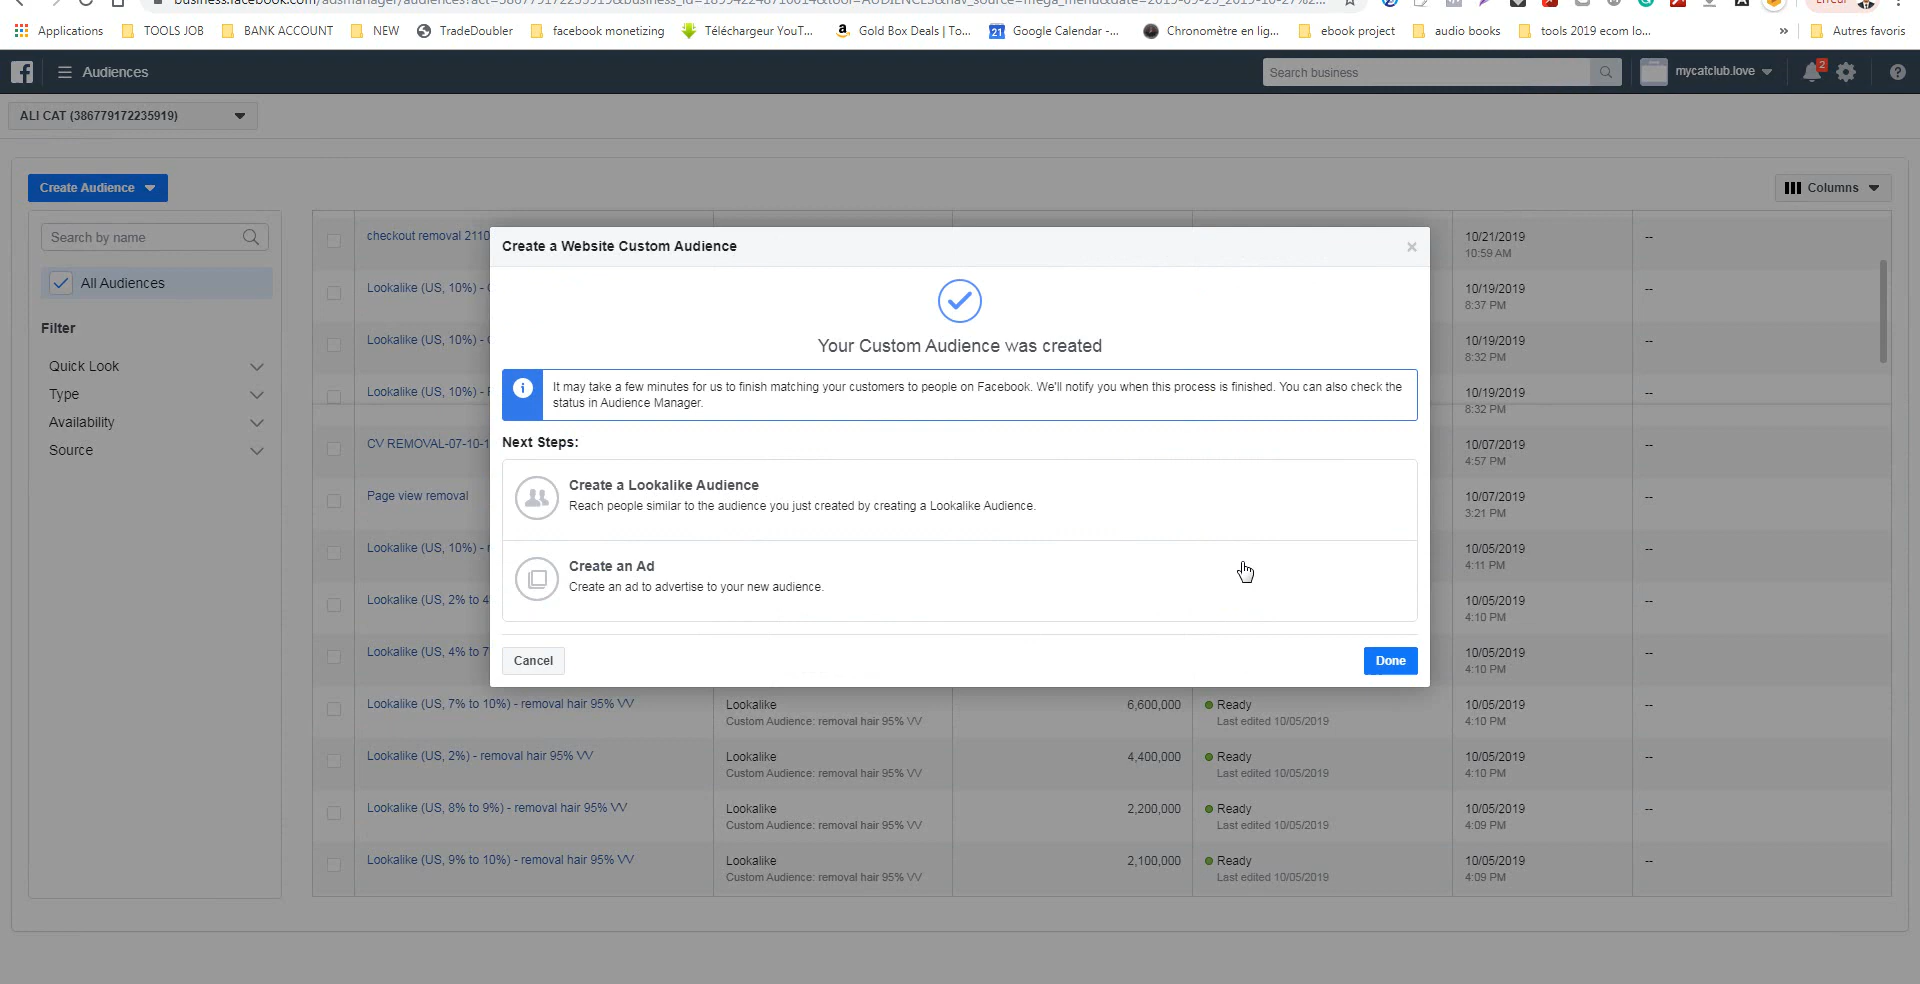 Applications
TOOLS JOB
BANK ACCOUNT
NEW
TradeDoubler
facebook monetizing
Téléchargeur YouT...
Gold Box Deals | To...
Google Calendar -...
Chronomètre en lig...
ebook project
audio books
tools 2019 ecom lo...
»
Autres favoris
Audiences
Search business
mycatclub.love
2
ALI CAT (386779172235919)
Create Audience
Columns
Search by name
All Audiences
Filter
Quick Look
Type
Availability
Source
checkout removal 2110
10/21/2019
10:59 AM
--
Lookalike (US, 10%) -
10/19/2019
8:37 PM
--
Lookalike (US, 10%) -
10/19/2019
8:32 PM
--
Lookalike (US, 10%) -
10/19/2019
8:32 PM
--
CV REMOVAL-07-10-1
10/07/2019
4:57 PM
--
Page view removal
10/07/2019
3:21 PM
--
Lookalike (US, 10%) -
10/05/2019
4:11 PM
--
Lookalike (US, 2% to 4
10/05/2019
4:10 PM
--
Lookalike (US, 4% to 7
10/05/2019
4:10 PM
--
Create a Website Custom Audience
Your Custom Audience was created
It may take a few minutes for us to finish matching your customers to people on Facebook. We'll notify you when this process is finished. You can also check the
status in Audience Manager.
Next Steps:
Create a Lookalike Audience
Reach people similar to the audience you just created by creating a Lookalike Audience.
Create an Ad
Create an ad to advertise to your new audience.
Cancel
Done
Lookalike (US, 7% to 10%) - removal hair 95% VV
Lookalike
Custom Audience: removal hair 95% VV
6,600,000
Ready
Last edited 10/05/2019
10/05/2019
4:10 PM
--
Lookalike (US, 2%) - removal hair 95% VV
Lookalike
Custom Audience: removal hair 95% VV
4,400,000
Ready
Last edited 10/05/2019
10/05/2019
4:10 PM
--
Lookalike (US, 8% to 9%) - removal hair 95% VV
Lookalike
Custom Audience: removal hair 95% VV
2,200,000
Ready
Last edited 10/05/2019
10/05/2019
4:09 PM
--
Lookalike (US, 9% to 10%) - removal hair 95% VV
Lookalike
Custom Audience: removal hair 95% VV
2,100,000
Ready
Last edited 10/05/2019
10/05/2019
4:09 PM
--